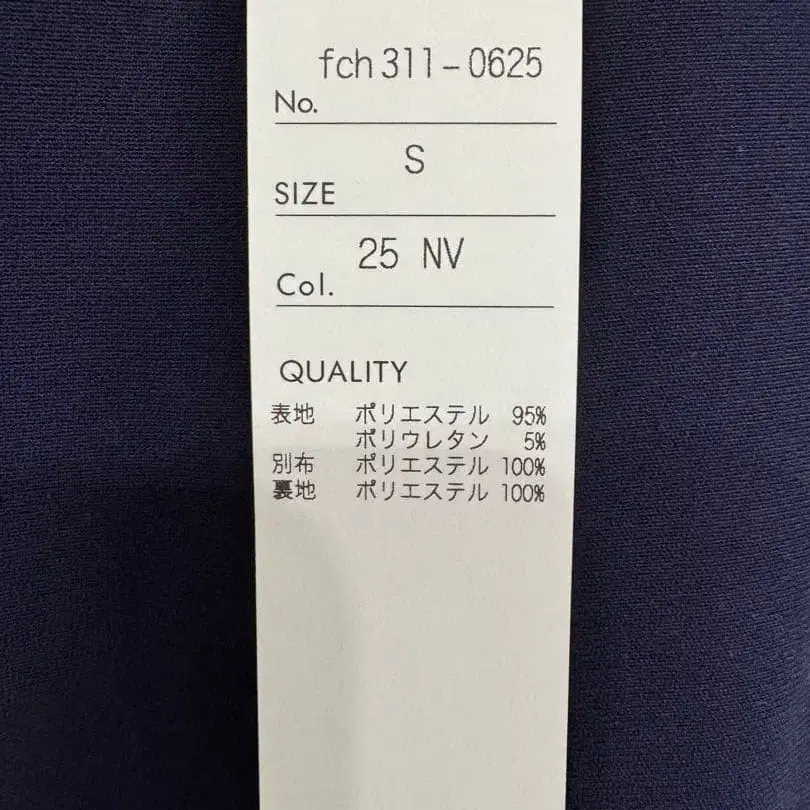 fch311-0625
No.
S
SIZE
25 NV
Col.
QUALITY
表地 ポリエステル 95%
ポリウレタン 5%
別布 ポリエステル 100%
裏地 ポリエステル 100%